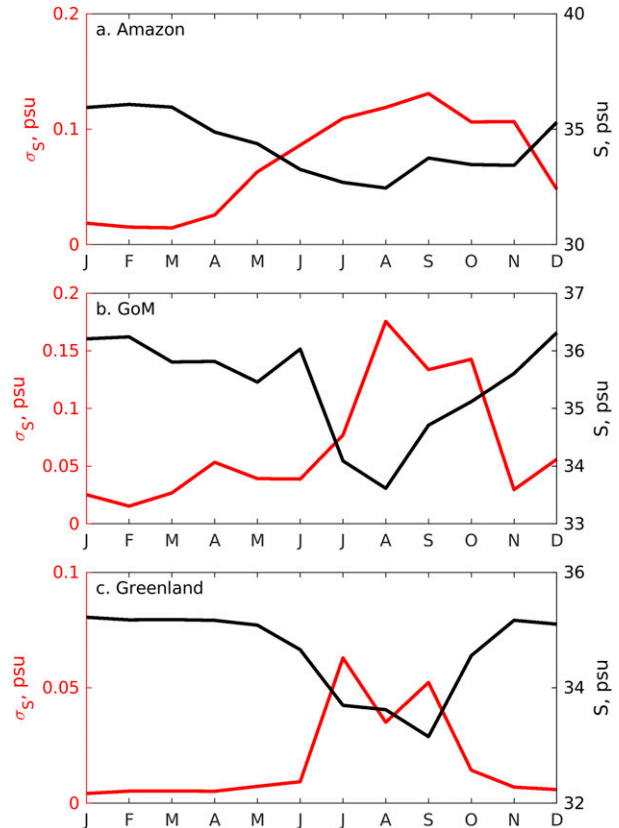 a. Amazon
0.2
0.1
0
σS, psu
40
35
30
S, psu
J F M A M J J A S O N D
b. GoM
0.2
0.15
0.1
0.05
0
σS, psu
37
36
35
34
33
S, psu
J F M A M J J A S O N D
c. Greenland
0.1
0.05
0
σS, psu
36
34
32
S, psu
J F M A M J J A S O N D